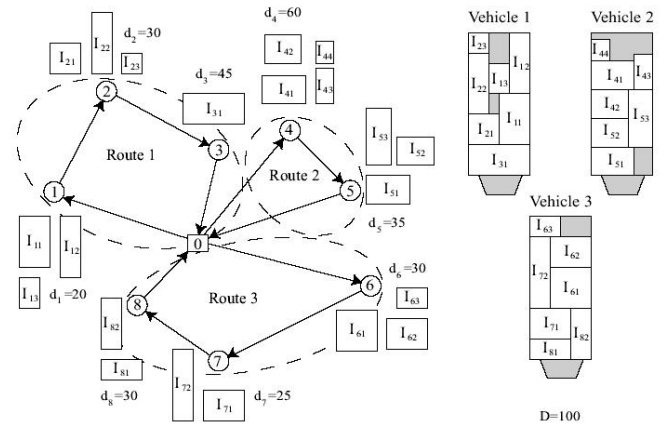 d₄=60
Vehicle 1
Vehicle 2
I₂₁
I₂₂
d₂=30
I₂₃
I₄₂
I₄₄
I₄₁
I₄₃
d₃=45
I₃₁
2
3
4
5
Route 1
Route 2
I₅₃
I₅₂
I₅₁
d₅=35
1
0
I₁₁
I₁₂
I₁₃
d₁=20
d₆=30
6
I₆₃
I₆₁
I₆₂
Route 3
8
I₈₂
I₈₁
d₈=30
7
I₇₂
I₇₁
d₇=25
I₂₃
I₁₂
I₂₂
I₁₃
I₂₁
I₁₁
I₃₁
I₄₄
I₄₁
I₄₃
I₄₂
I₅₃
I₅₂
I₅₁
Vehicle 3
I₆₃
I₆₂
I₇₂
I₆₁
I₇₁
I₈₂
I₈₁
D=100